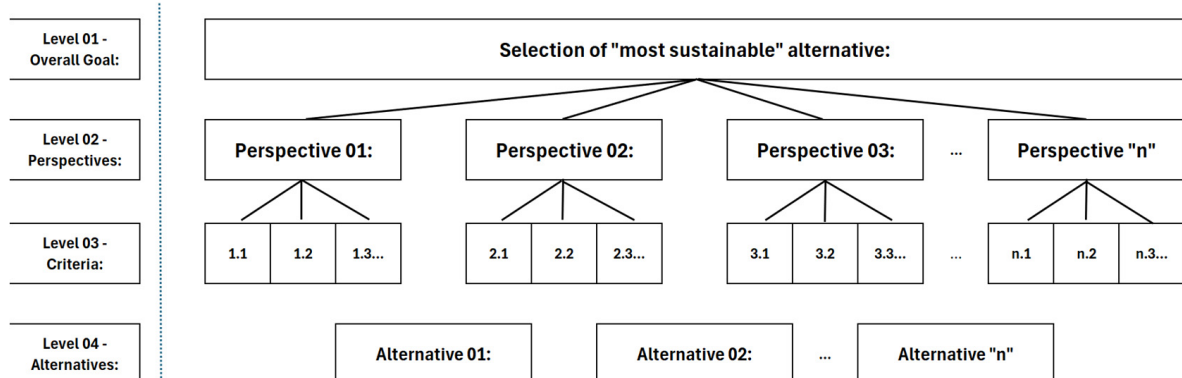 Level 01 -
Overall Goal:
Selection of "most sustainable" alternative:
Level 02 -
Perspectives:
Perspective 01:
Perspective 02:
Perspective 03:
...
Perspective "n"
Level 03 -
Criteria:
1.1
1.2
1.3...
2.1
2.2
2.3...
3.1
3.2
3.3...
...
n.1
n.2
n.3...
Level 04 -
Alternatives:
Alternative 01:
Alternative 02:
...
Alternative "n"